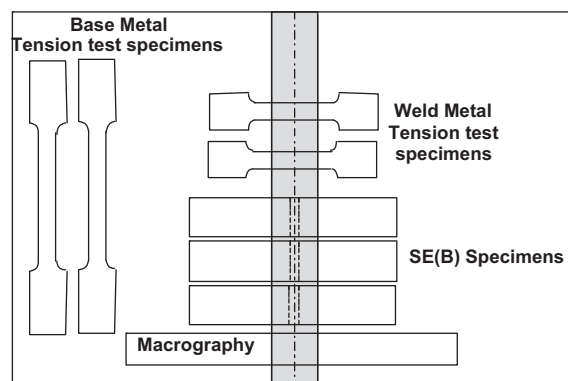 Base Metal
Tension test specimens
Weld Metal
Tension test
specimens
SE(B) Specimens
Macrography